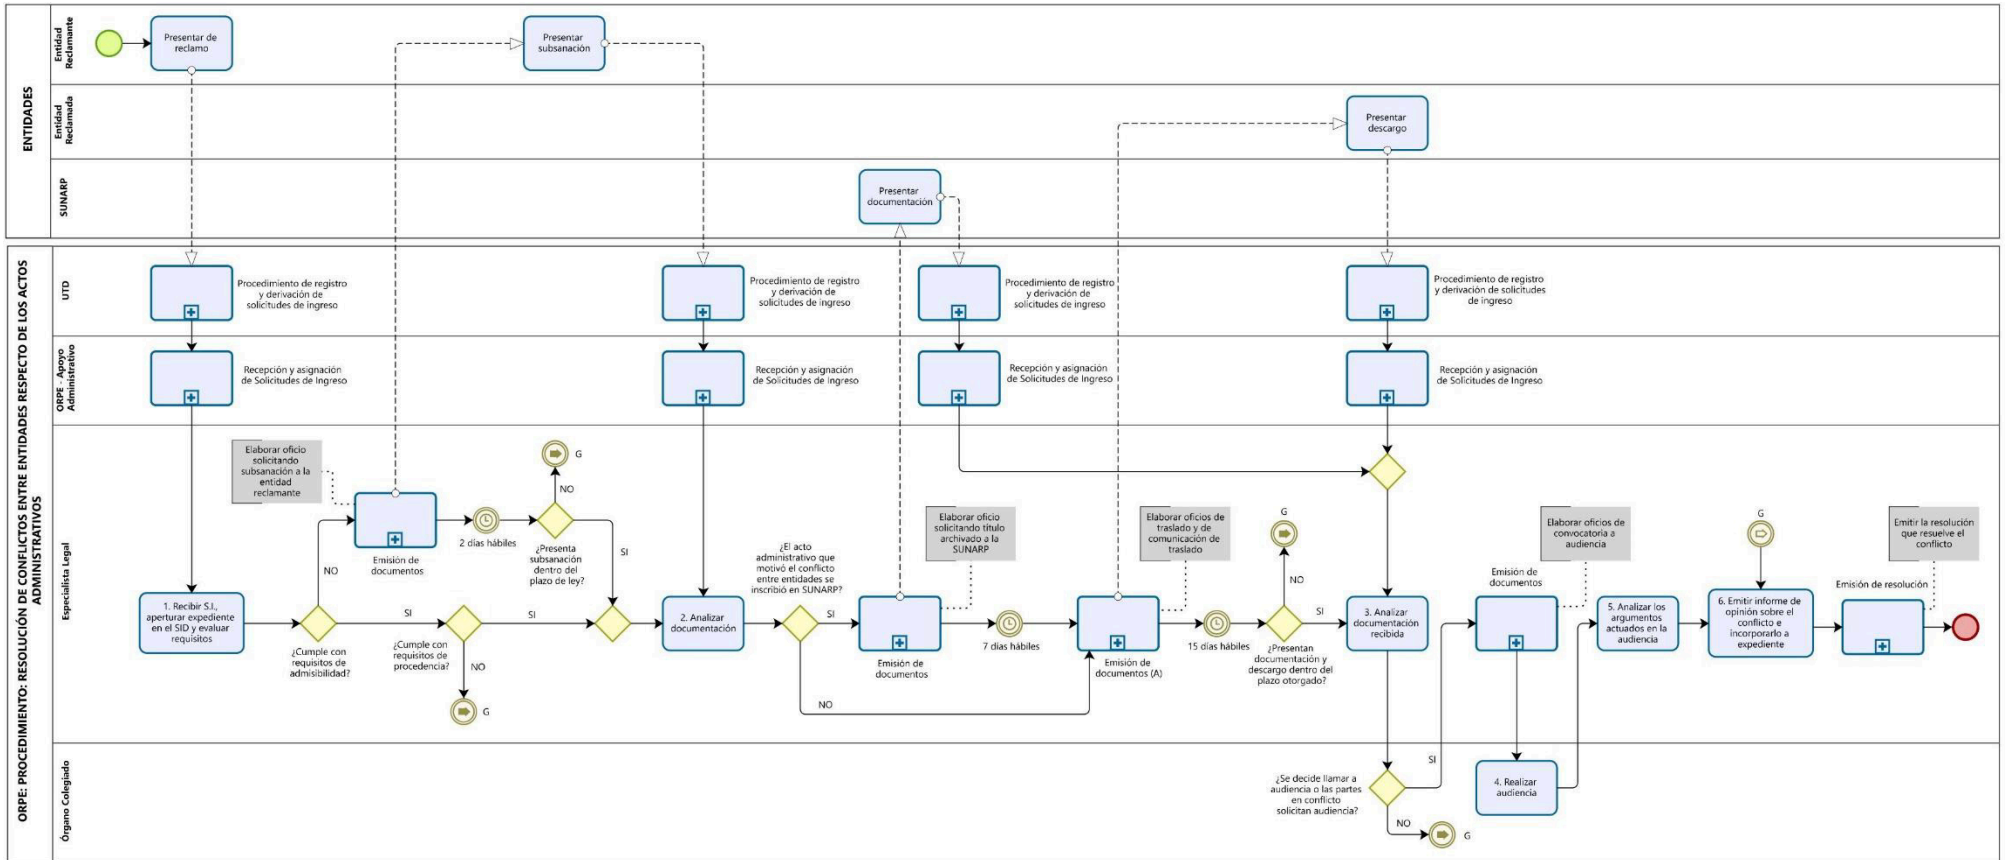 ENTIDADES
Entidad
Reclamante
Presentar de
reclamo
Presentar
subsanación
Entidad
Reclamada
Presentar
descargo
SUNARP
Presentar
documentación
ORPE: PROCEDIMIENTO: RESOLUCIÓN DE CONFLICTOS ENTRE ENTIDADES RESPECTO DE LOS ACTOS
ADMINISTRATIVOS
UTD
Procedimiento de registro
y derivación de
solicitudes de ingreso
Procedimiento de registro
y derivación de
solicitudes de ingreso
Procedimiento de registro
y derivación de
solicitudes de ingreso
Procedimiento de registro
y derivación de solicitudes
de ingreso
ORPE - Apoyo
Administrativo
Recepción y asignación
de Solicitudes de Ingreso
Recepción y asignación
de Solicitudes de Ingreso
Recepción y asignación
de Solicitudes de Ingreso
Recepción y asignación
de Solicitudes de Ingreso
Especialista Legal
Elaborar oficio
solicitando
subsanación a la
entidad
reclamante
Emisión de
documentos
2 días hábiles
G
NO
¿Presenta
subsanación
dentro del
plazo de ley?
SI
NO
1. Recibir S.I.,
aperturar expediente
en el SID y evaluar
requisitos
¿Cumple con
requisitos de
admisibilidad?
SI
¿Cumple con
requisitos de
procedencia?
SI
NO
G
2. Analizar
documentación
¿El acto
administrativo que
motivó el conflicto
entre entidades se
inscribió en SUNARP?
SI
NO
Elaborar oficio
solicitando título
archivado a la
SUNARP
Emisión de
documentos
7 días hábiles
Elaborar oficios de
traslado y de
comunicación de
traslado
Emisión de
documentos (A)
15 días hábiles
G
NO
SI
¿Presentan
documentación y
descargo dentro del
plazo otorgado?
3. Analizar
documentación
recibida
Elaborar oficios de
convocatoria a
audiencia
Emisión de
documentos
5. Analizar los
argumentos
actuados en la
audiencia
G
6. Emitir informe de
opinión sobre el
conflicto e
incorporarlo a
expediente
Emitir la resolución
que resuelve el
conflicto
Emisión de resolución
Órgano Colegiado
¿Se decide llamar a
audiencia o las partes
en conflicto
solicitan audiencia?
SI
NO
G
4. Realizar
audiencia